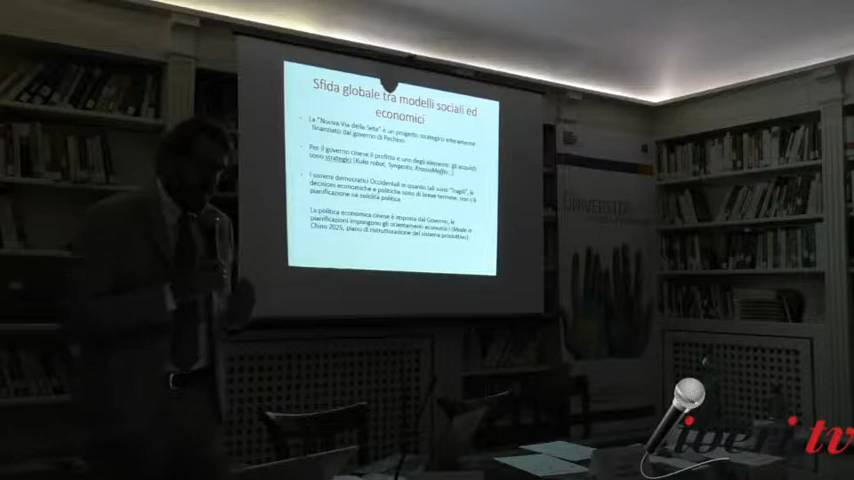 Sfida globale tra modelli sociali ed
economici
La "Nuova Via della Seta" è un progetto strategico interamente
finanziato dal governo di Pechino
Per il governo cinese il profitto è uno degli elementi: gli acquisti
sono strategici (Kuka robot, Syngenta, KraussMaffei...)
I sistemi democratici Occidentali in quanto tali sono "fragili", le
decisioni economiche e politiche sono di breve termine, non c'è
pianificazione né solidità politica.
La politica economica cinese è imposta dal Governo, le
pianificazioni impongono gli orientamenti economici (Made in
China 2025, piano di ristrutturazione del sistema produttivo)
UNIVERSITÀ
liberi tv